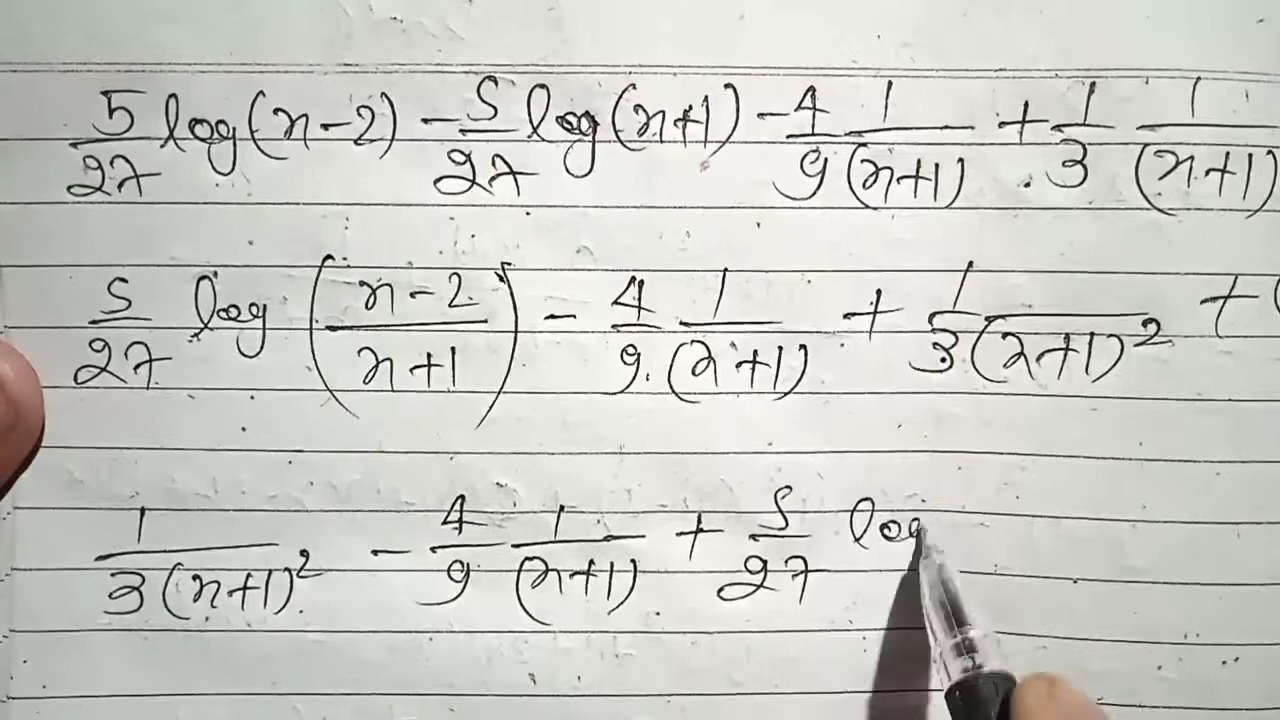 5/27 log(x-2) - 5/27 log(x+1) - 4/9 1/(x+1) + 1/3 1/(x+1)
5/27 log((x-2)/(x+1)) - 4/9 1/(x+1) + 1/3(x+1)² + (
1/3(x+1)² - 4/9 1/(x+1) + 5/27 log